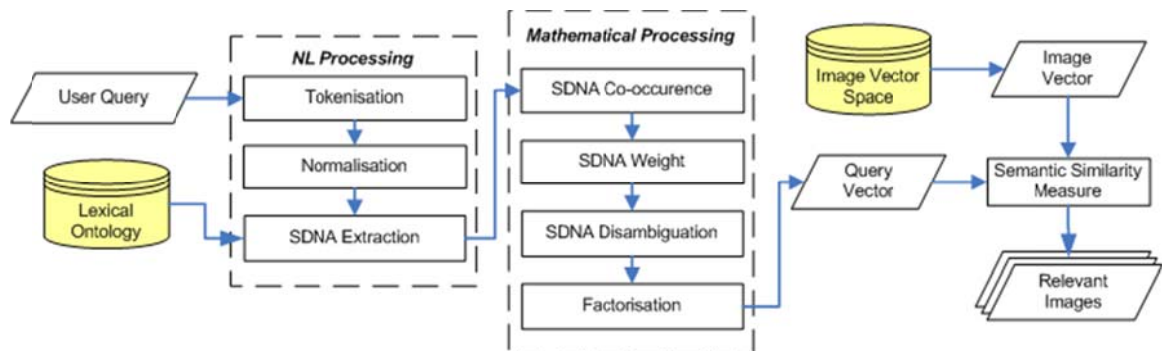 NL Processing
User Query
Tokenisation
Normalisation
Lexical
Ontology
SDNA Extraction
Mathematical Processing
SDNA Co-occurence
SDNA Weight
SDNA Disambiguation
Factorisation
Image Vector
Space
Image
Vector
Query
Vector
Semantic Similarity
Measure
Relevant
Images